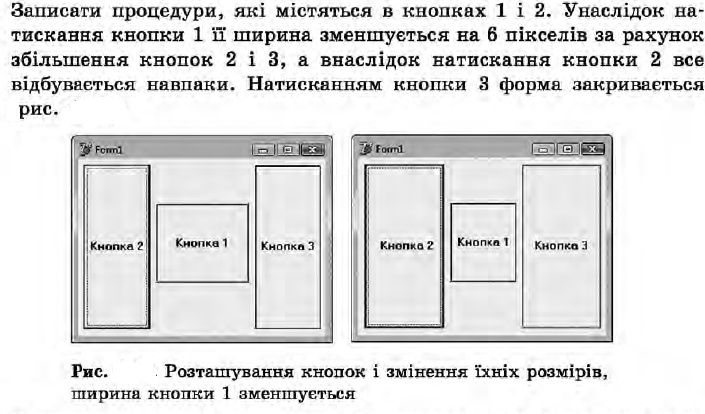 Записати процедури, які містяться в кнопках 1 і 2. Унаслідок на-
тискання кнопки 1 її ширина зменшується на 6 пікселів за рахунок
збільшення кнопок 2 і 3, а внаслідок натискання кнопки 2 все
відбувається навпаки. Натисканням кнопки 3 форма закривається
рис.
Form1
Кнопка 2 Кнопка 1 Кнопка 3
Form1
Кнопка 2 Кнопка 1 Кнопка 3
Рис. Розташування кнопок і змінення їхніх розмірів,
ширина кнопки 1 зменшується